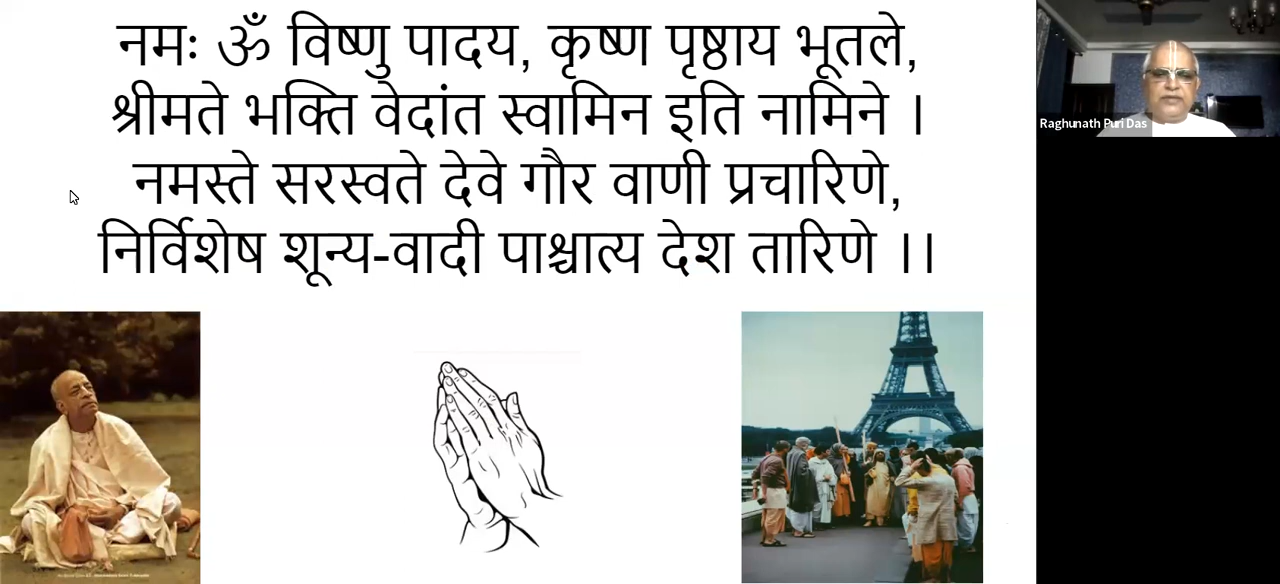 नमः ॐ विष्णु पादय, कृष्ण पृष्ठाय भूतले,
श्रीमते भक्ति वेदांत स्वामिन इति नामिने ।
नमस्ते सरस्वते देवे गौर वाणी प्रचारिणे,
निर्विशेष शून्य-वादी पाश्चात्य देश तारिणे ।।
Raghunath Puri Das